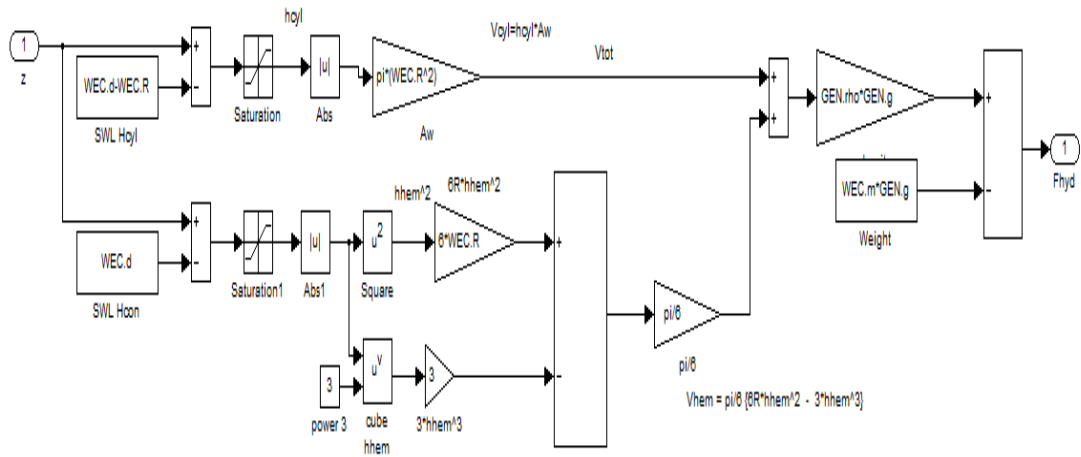 1
z
WEC.d-WEC.R
SWL Hcyl
+
−
Saturation
hcyl
|u|
Abs
pi*(WEC.R^2)
Aw
Vcyl=hcyl*Aw
Vtot
+
+
GEN.rho*GEN.g
WEC.m*GEN.g
Weight
+
−
1
Fhyd
WEC.d
SWL Hcon
+
−
Saturation1
|u|
Abs1
u^2
Square
hhem^2
6R*hhem^2
6*WEC.R
3
power 3
u^v
cube
hhem
3
3*hhem^3
+
−
pi/6
pi/6
Vhem = pi/6 {6R*hhem^2 - 3*hhem^3}